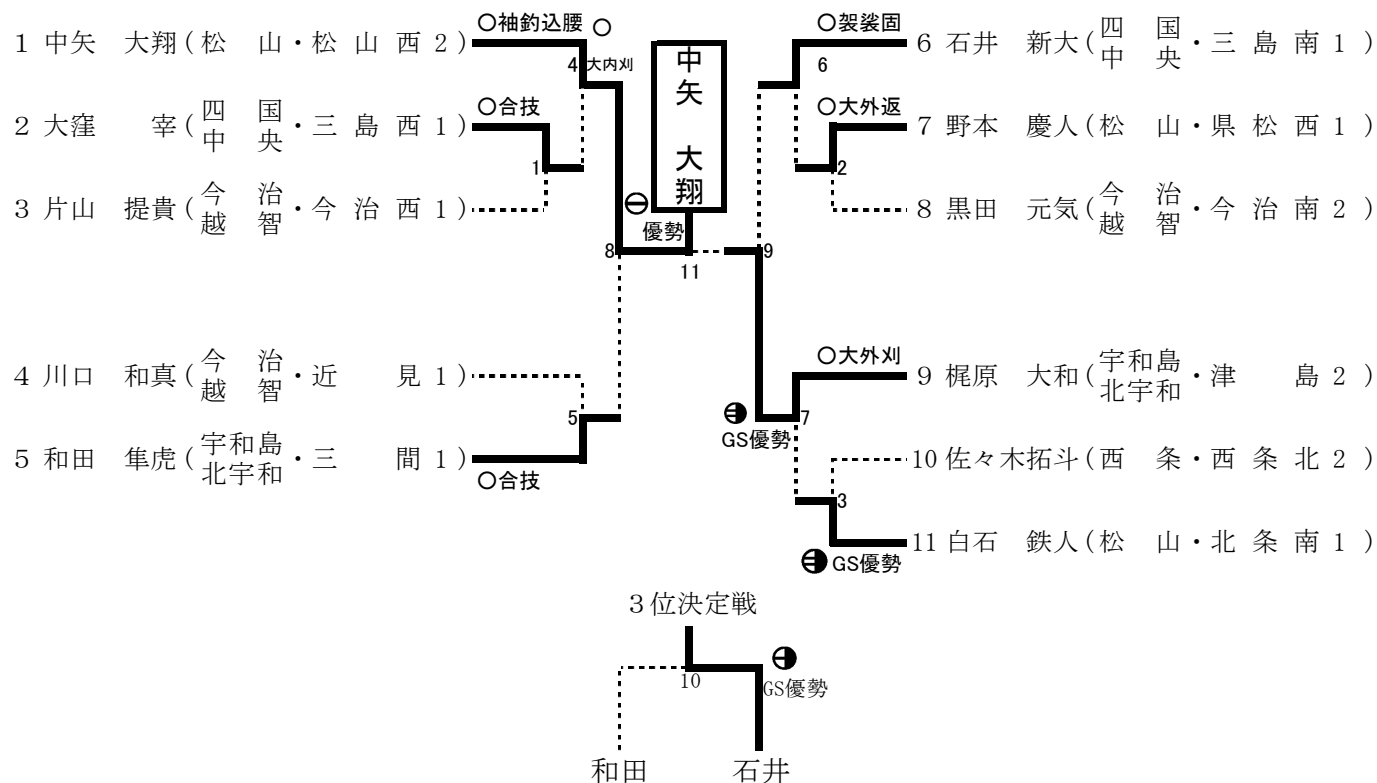 ○袖釣込腰 ○
1 中矢 大翔(松 山・松山西2)
4 大内刈
○合技
2 大窪 宰(四国中央・三島西1)
1
3 片山 提貴(今治越智・今治西1)
中矢 大翔
優勢
8
11
4 川口 和真(今治越智・近 見1)
5
5 和田 隼虎(宇和島北宇和・三 間1)
○合技
○袈裟固
6 石井 新大(四国中央・三島南1)
6
○大外返
7 野本 慶人(松 山・県松西1)
2
8 黒田 元気(今治越智・今治南2)
9
○大外刈
9 梶原 大和(宇和島北宇和・津 島2)
7
GS優勢
10 佐々木拓斗(西 条・西条北2)
3
11 白石 鉄人(松 山・北条南1)
GS優勢
3位決定戦
10
GS優勢
和田 石井